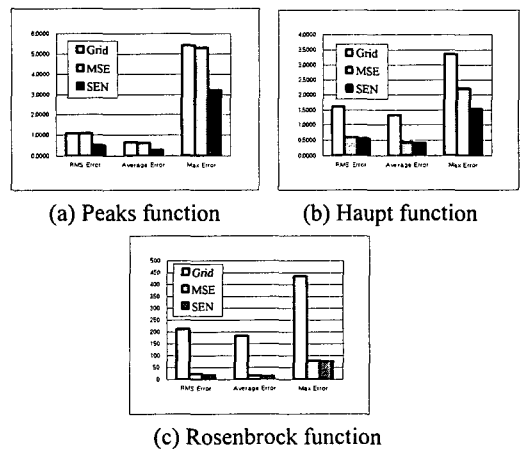 6.0000
5.0000
4.0000
3.0000
2.0000
1.0000
0.0000
Grid
MSE
SEN
RMS Error Average Error Max Error
(a) Peaks function
4.0000
3.5000
3.0000
2.5000
2.0000
1.5000
1.0000
0.5000
0.0000
Grid
MSE
SEN
RMS Error Average Error Max Error
(b) Haupt function
500
450
400
350
300
250
200
150
100
50
0
Grid
MSE
SEN
RMS Error Average Error Max Error
(c) Rosenbrock function